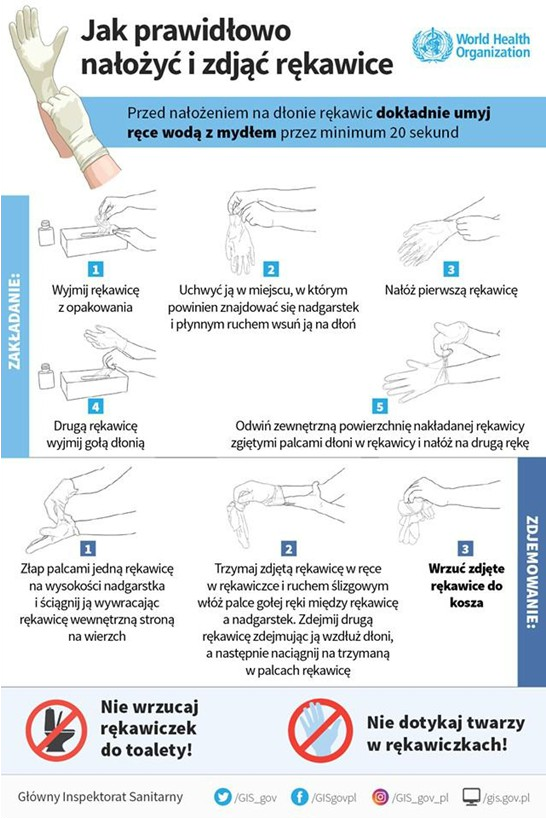 Jak prawidłowo
nałożyć i zdjąć rękawice
World Health
Organization
Przed nałożeniem na dłonie rękawic dokładnie umyj
ręce wodą z mydłem przez minimum 20 sekund
ZAKŁADANIE:
1
Wyjmij rękawicę
z opakowania
2
Uchwyć ją w miejscu, w którym
powinien znajdować się nadgarstek
i płynnym ruchem wsuń ją na dłoń
3
Nałóż pierwszą rękawicę
4
Drugą rękawicę
wyjmij gołą dłonią
5
Odwiń zewnętrzną powierzchnię nakładanej rękawicy
zgiętymi palcami dłoni w rękawicy i nałóż na drugą rękę
ZDJEMOWANIE:
1
Złap palcami jedną rękawicę
na wysokości nadgarstka
i ściągnij ją wywracając
rękawicę wewnętrzną stroną
na wierzch
2
Trzymaj zdjętą rękawicę w ręce
w rękawiczce i ruchem ślizgowym
włóż palce gołej ręki między rękawicę
a nadgarstek. Zdejmij drugą
rękawicę zdejmując ją wzdłuż dłoni,
a następnie naciągnij na trzymaną
w palcach rękawicę
3
Wrzuć zdjęte
rękawice do
kosza
Nie wrzucaj
rękawiczek
do toalety!
Nie dotykaj twarzy
w rękawiczkach!
Główny Inspektorat Sanitarny
/GIS_gov
/GISgovpl
/GIS_gov_pl
/gis.gov.pl